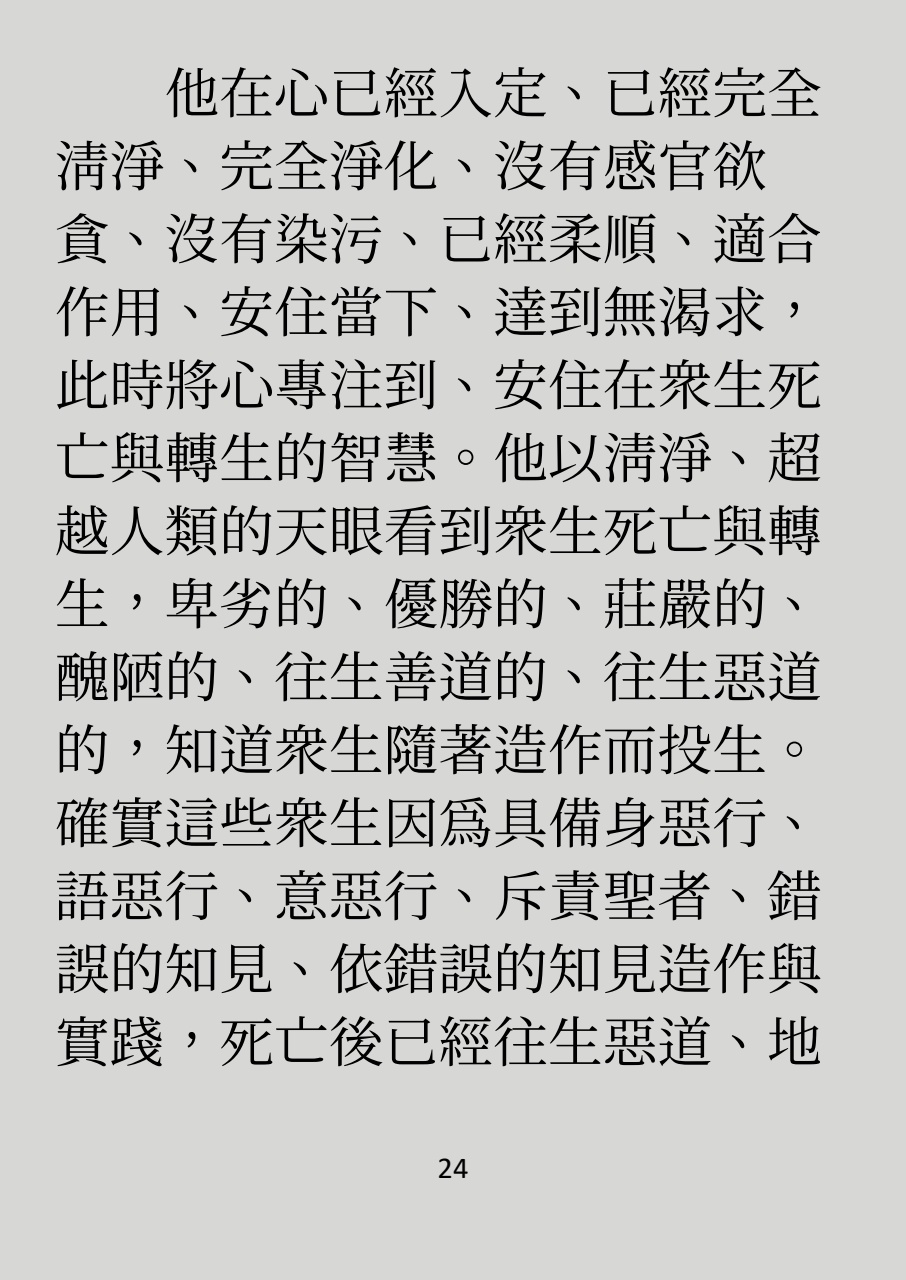 他在心已經入定、已經完全
淸淨、完全淨化、沒有感官欲
貪、沒有染污、已經柔順、適合
作用、安住當下、達到無渴求，
此時將心專注到、安住在衆生死
亡與轉生的智慧。他以淸淨、超
越人類的天眼看到衆生死亡與轉
生，卑劣的、優勝的、莊嚴的、
醜陋的、往生善道的、往生惡道
的，知道衆生隨著造作而投生。
確實這些衆生因爲具備身惡行、
語惡行、意惡行、斥責聖者、錯
誤的知見、依錯誤的知見造作與
實踐，死亡後已經往生惡道、地
24